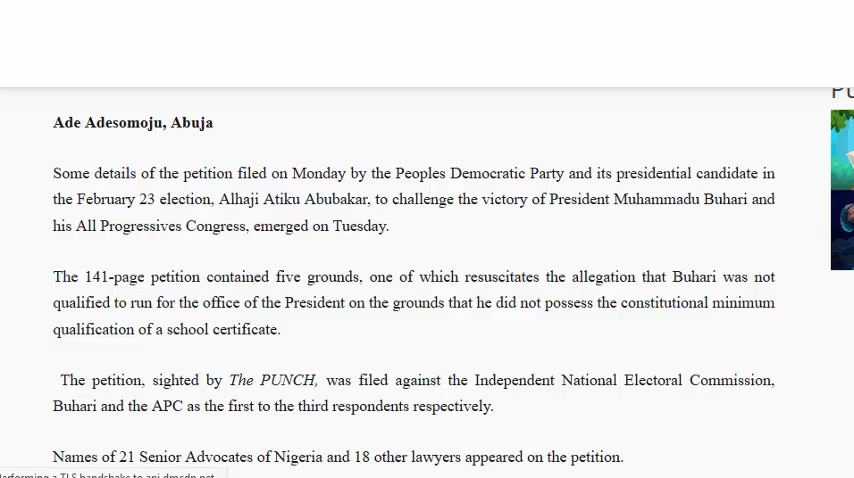 Ade Adesomoju, Abuja
Some details of the petition filed on Monday by the Peoples Democratic Party and its presidential candidate in
the February 23 election, Alhaji Atiku Abubakar, to challenge the victory of President Muhammadu Buhari and
his All Progressives Congress, emerged on Tuesday.
The 141-page petition contained five grounds, one of which resuscitates the allegation that Buhari was not
qualified to run for the office of the President on the grounds that he did not possess the constitutional minimum
qualification of a school certificate.
The petition, sighted by The PUNCH, was filed against the Independent National Electoral Commission,
Buhari and the APC as the first to the third respondents respectively.
Names of 21 Senior Advocates of Nigeria and 18 other lawyers appeared on the petition.